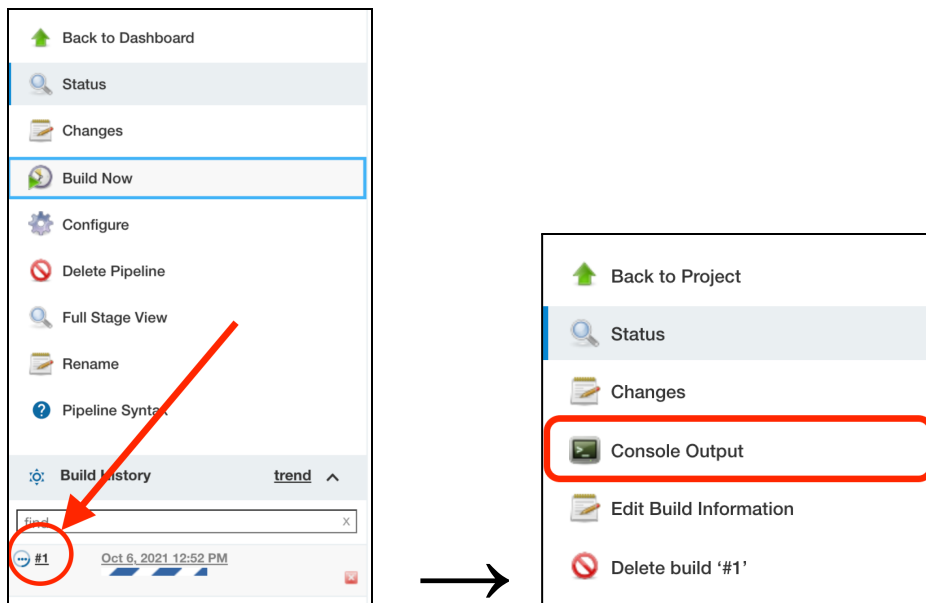 Back to Dashboard
Status
Changes
Build Now
Configure
Delete Pipeline
Full Stage View
Rename
Pipeline Syntax
Build History trend
find x
#1 Oct 6, 2021 12:52 PM
Back to Project
Status
Changes
Console Output
Edit Build Information
Delete build ‘#1’